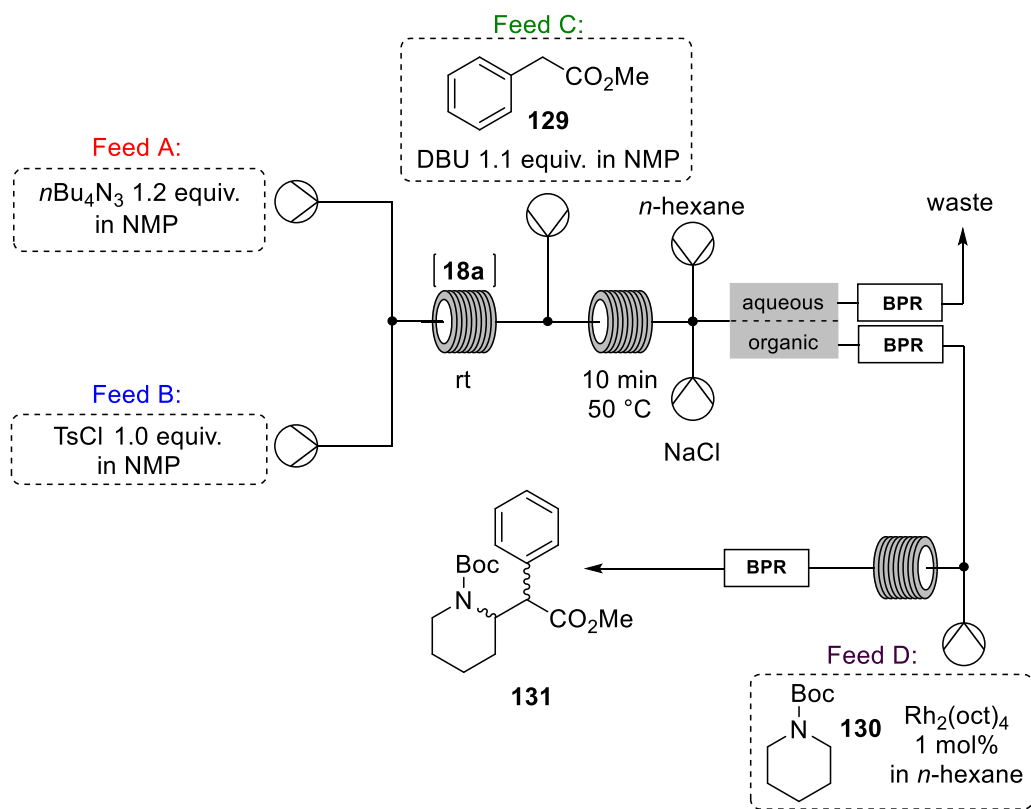 Feed C:
CO2Me
129
DBU 1.1 equiv. in NMP
Feed A:
nBu4N3 1.2 equiv.
in NMP
n-hexane
waste
[18a]
aqueous
BPR
organic
BPR
rt
10 min
50 °C
Feed B:
TsCl 1.0 equiv.
in NMP
NaCl
Boc
N
CO2Me
BPR
131
Feed D:
Boc
N
130
Rh2(oct)4
1 mol%
in n-hexane